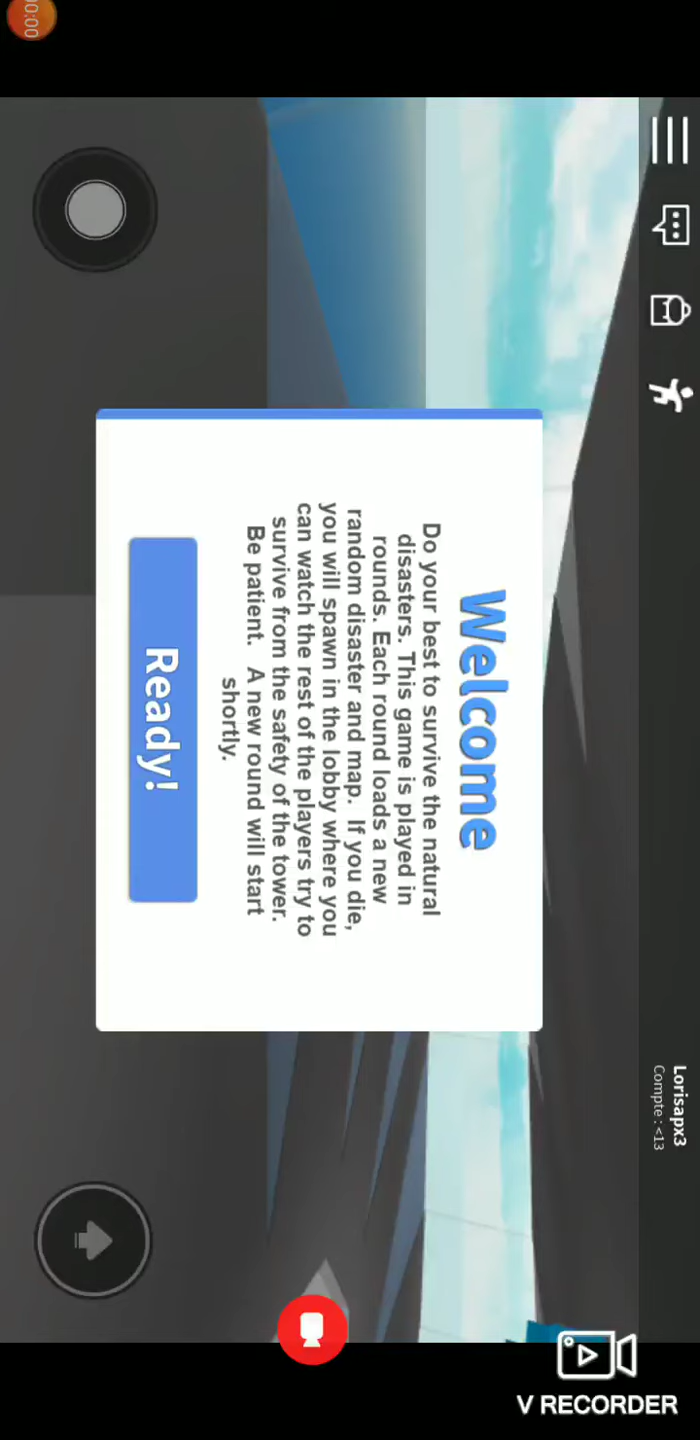 00:00
Lorisapx3
Compte : <13
Welcome
Do your best to survive the natural
disasters. This game is played in
rounds. Each round loads a new
random disaster and map. If you die,
you will spawn in the lobby where you
can watch the rest of the players try to
survive from the safety of the tower.
Be patient. A new round will start
shortly.
Ready!
V RECORDER